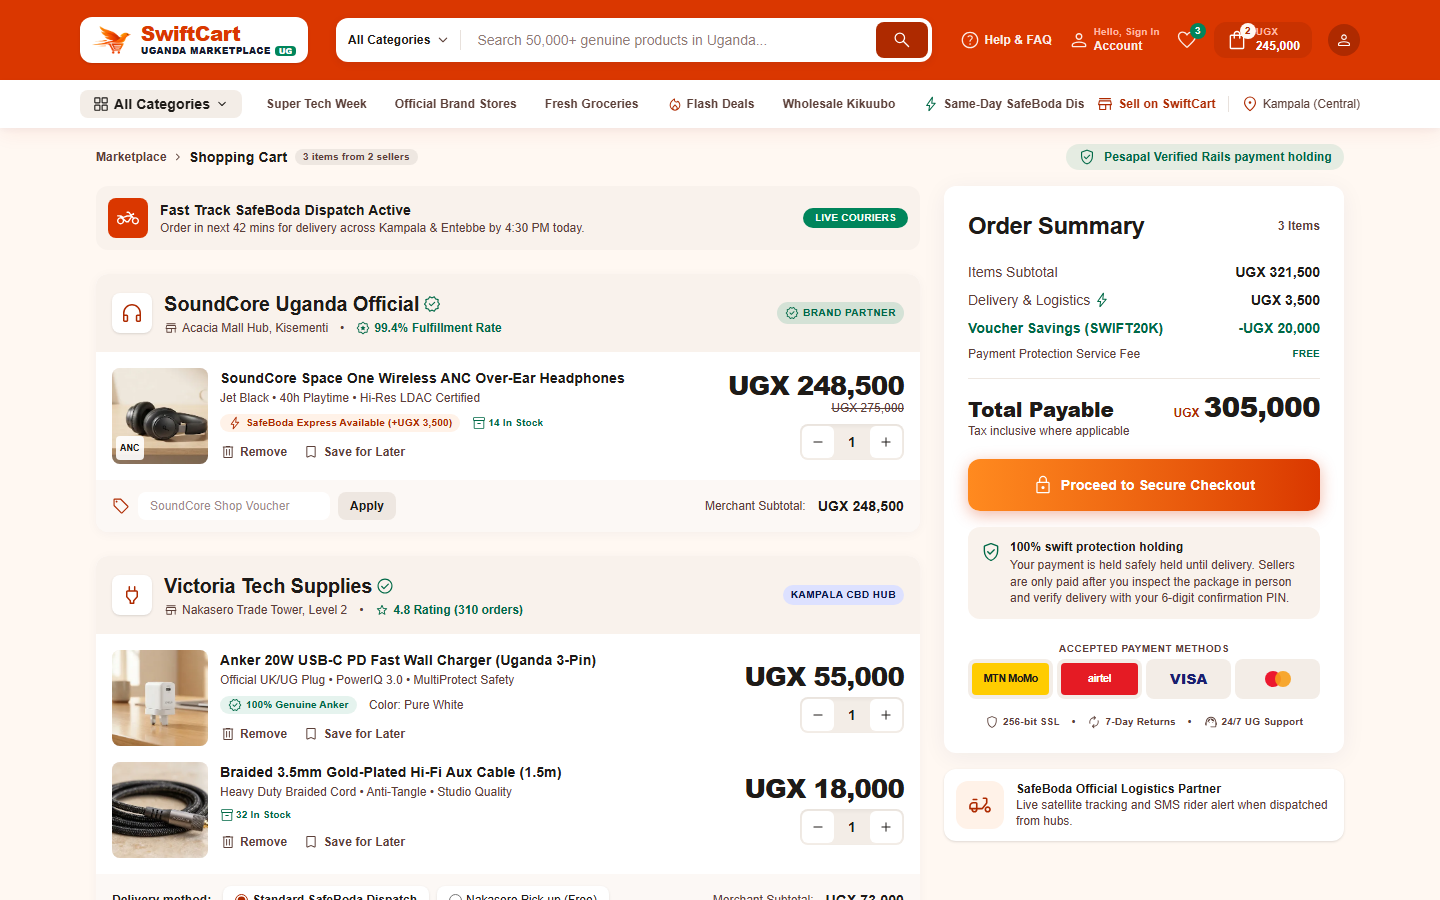 SwiftCart
UGANDA MARKETPLACE UG
All Categories
Search 50,000+ genuine products in Uganda...
Help & FAQ
Hello, Sign In
Account
3
2
UGX
245,000
All Categories
Super Tech Week
Official Brand Stores
Fresh Groceries
Flash Deals
Wholesale Kikuubo
Same-Day SafeBoda Dis
Sell on SwiftCart
Kampala (Central)
Marketplace
Shopping Cart
3 items from 2 sellers
Pesapal Verified Rails payment holding
Fast Track SafeBoda Dispatch Active
Order in next 42 mins for delivery across Kampala & Entebbe by 4:30 PM today.
LIVE COURIERS
SoundCore Uganda Official
Acacia Mall Hub, Kisementi • 99.4% Fulfillment Rate
BRAND PARTNER
ANC
SoundCore Space One Wireless ANC Over-Ear Headphones
Jet Black • 40h Playtime • Hi-Res LDAC Certified
SafeBoda Express Available (+UGX 3,500)
14 In Stock
Remove
Save for Later
UGX 248,500
UGX 275,000
− 1 +
SoundCore Shop Voucher
Apply
Merchant Subtotal: UGX 248,500
Victoria Tech Supplies
Nakasero Trade Tower, Level 2 • 4.8 Rating (310 orders)
KAMPALA CBD HUB
Anker 20W USB-C PD Fast Wall Charger (Uganda 3-Pin)
Official UK/UG Plug • PowerIQ 3.0 • MultiProtect Safety
100% Genuine Anker
Color: Pure White
Remove
Save for Later
UGX 55,000
− 1 +
Braided 3.5mm Gold-Plated Hi-Fi Aux Cable (1.5m)
Heavy Duty Braided Cord • Anti-Tangle • Studio Quality
32 In Stock
Remove
Save for Later
UGX 18,000
− 1 +
Delivery method:
Standard SafeBoda Dispatch
Nakasero Pick-up (Free)
Merchant Subtotal: UGX 73,000
Order Summary
3 Items
Items Subtotal UGX 321,500
Delivery & Logistics UGX 3,500
Voucher Savings (SWIFT20K) -UGX 20,000
Payment Protection Service Fee FREE
Total Payable UGX 305,000
Tax inclusive where applicable
Proceed to Secure Checkout
100% swift protection holding
Your payment is held safely held until delivery. Sellers
are only paid after you inspect the package in person
and verify delivery with your 6-digit confirmation PIN.
ACCEPTED PAYMENT METHODS
MTN MoMo
airtel
VISA
256-bit SSL • 7-Day Returns • 24/7 UG Support
SafeBoda Official Logistics Partner
Live satellite tracking and SMS rider alert when dispatched
from hubs.